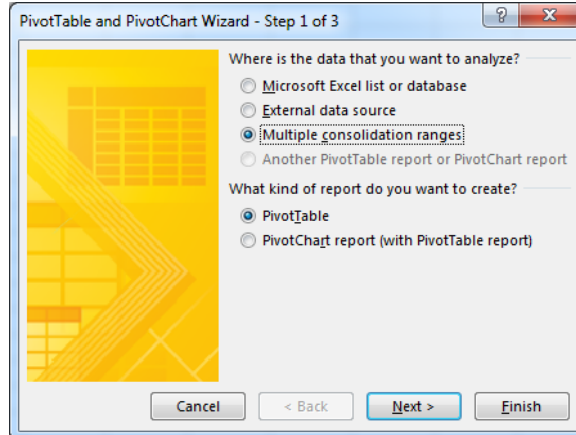 PivotTable and PivotChart Wizard - Step 1 of 3
Where is the data that you want to analyze?
Microsoft Excel list or database
External data source
Multiple consolidation ranges
Another PivotTable report or PivotChart report
What kind of report do you want to create?
PivotTable
PivotChart report (with PivotTable report)
Cancel
< Back
Next >
Finish